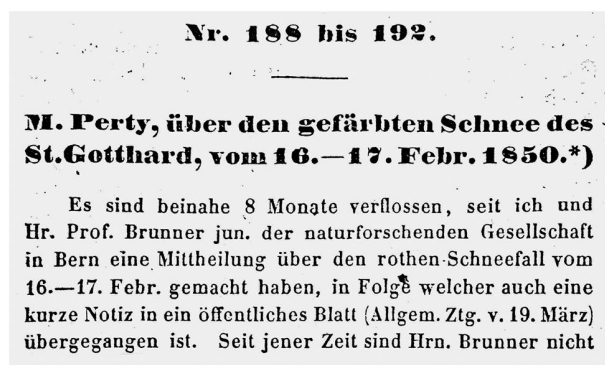 Nr. 188 bis 192.
M. Perty, über den gefärbten Schnee des
St. Gotthard, vom 16.—17. Febr. 1850.*)
Es sind beinahe 8 Monate verflossen, seit ich und
Hr. Prof. Brunner jun. der naturforschenden Gesellschaft
in Bern eine Mittheilung über den rothen Schneefall vom
16.—17. Febr. gemacht haben, in Folge welcher auch eine
kurze Notiz in ein öffentliches Blatt (Allgem. Ztg. v. 19. März)
übergegangen ist. Seit jener Zeit sind Hrn. Brunner nicht